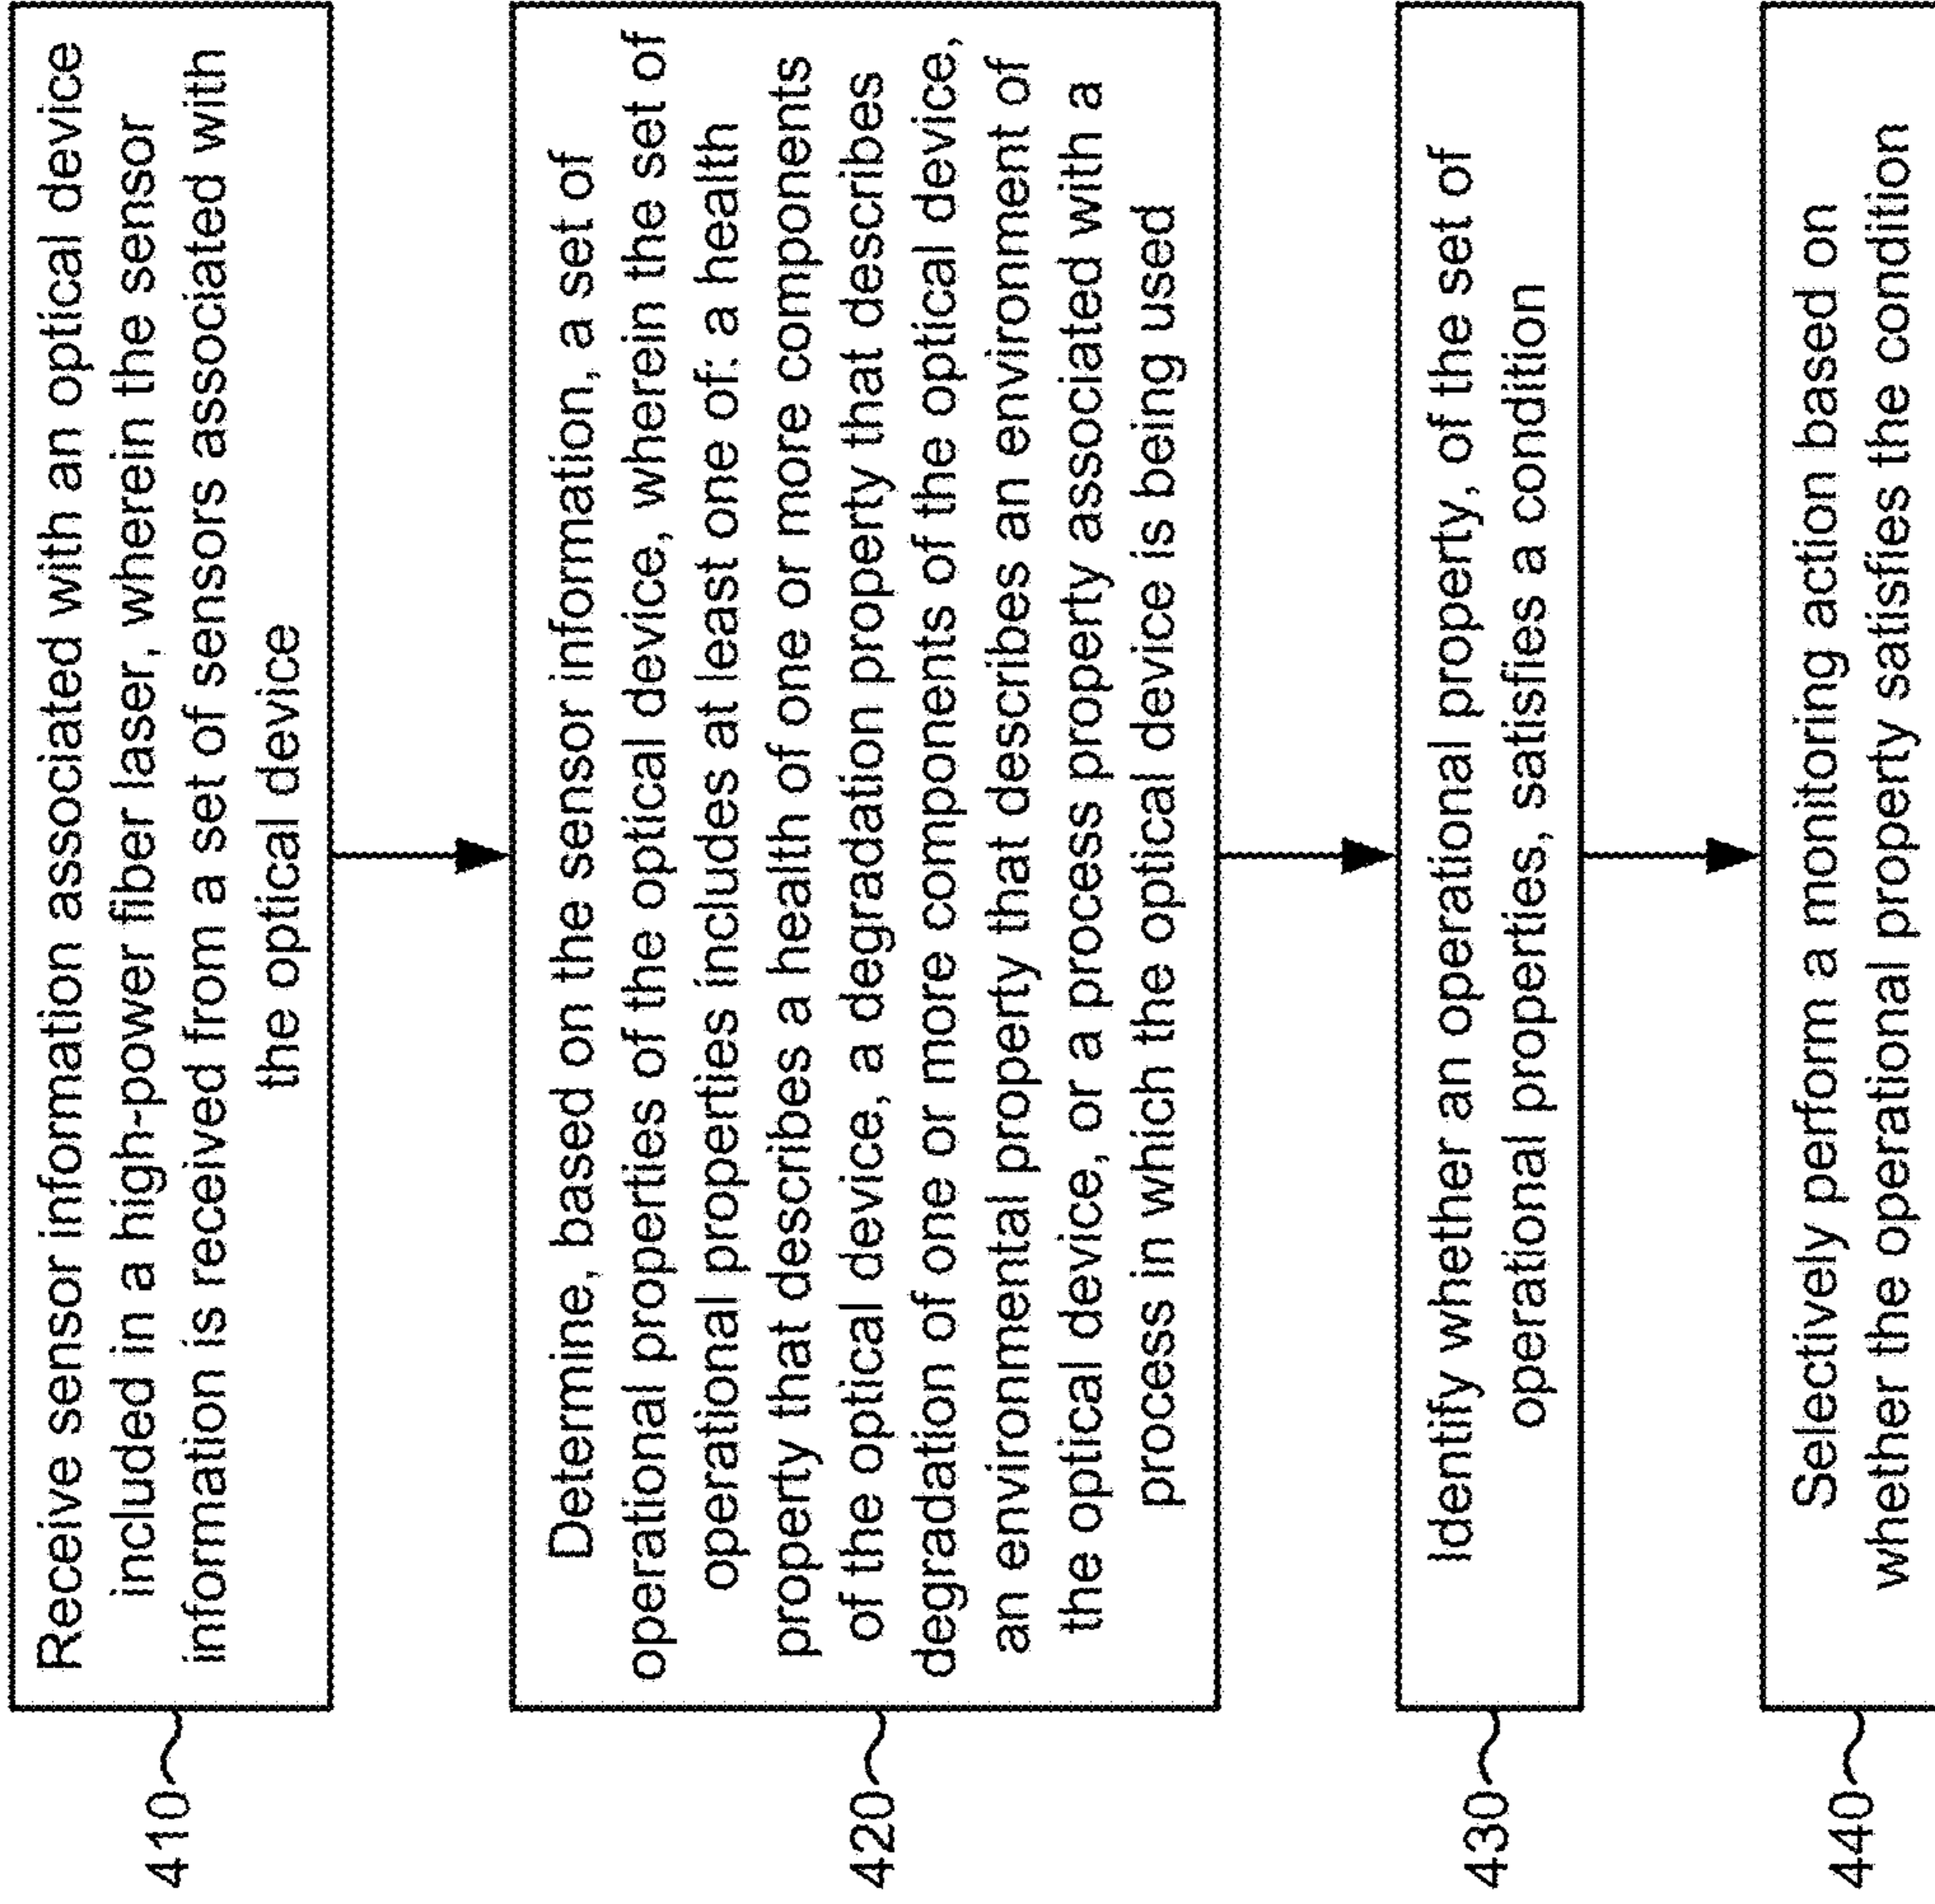 410
Receive sensor information associated with an optical device
included in a high-power fiber laser, wherein the sensor
information is received from a set of sensors associated with
the optical device
420
Determine, based on the sensor information, a set of
operational properties of the optical device, wherein the set of
operational properties includes at least one of: a health
property that describes a health of one or more components
of the optical device, a degradation property that describes
degradation of one or more components of the optical device,
an environmental property that describes an environment of
the optical device, or a process property associated with a
process in which the optical device is being used
430
Identify whether an operational property, of the set of
operational properties, satisfies a condition
440
Selectively perform a monitoring action based on
whether the operational property satisfies the condition